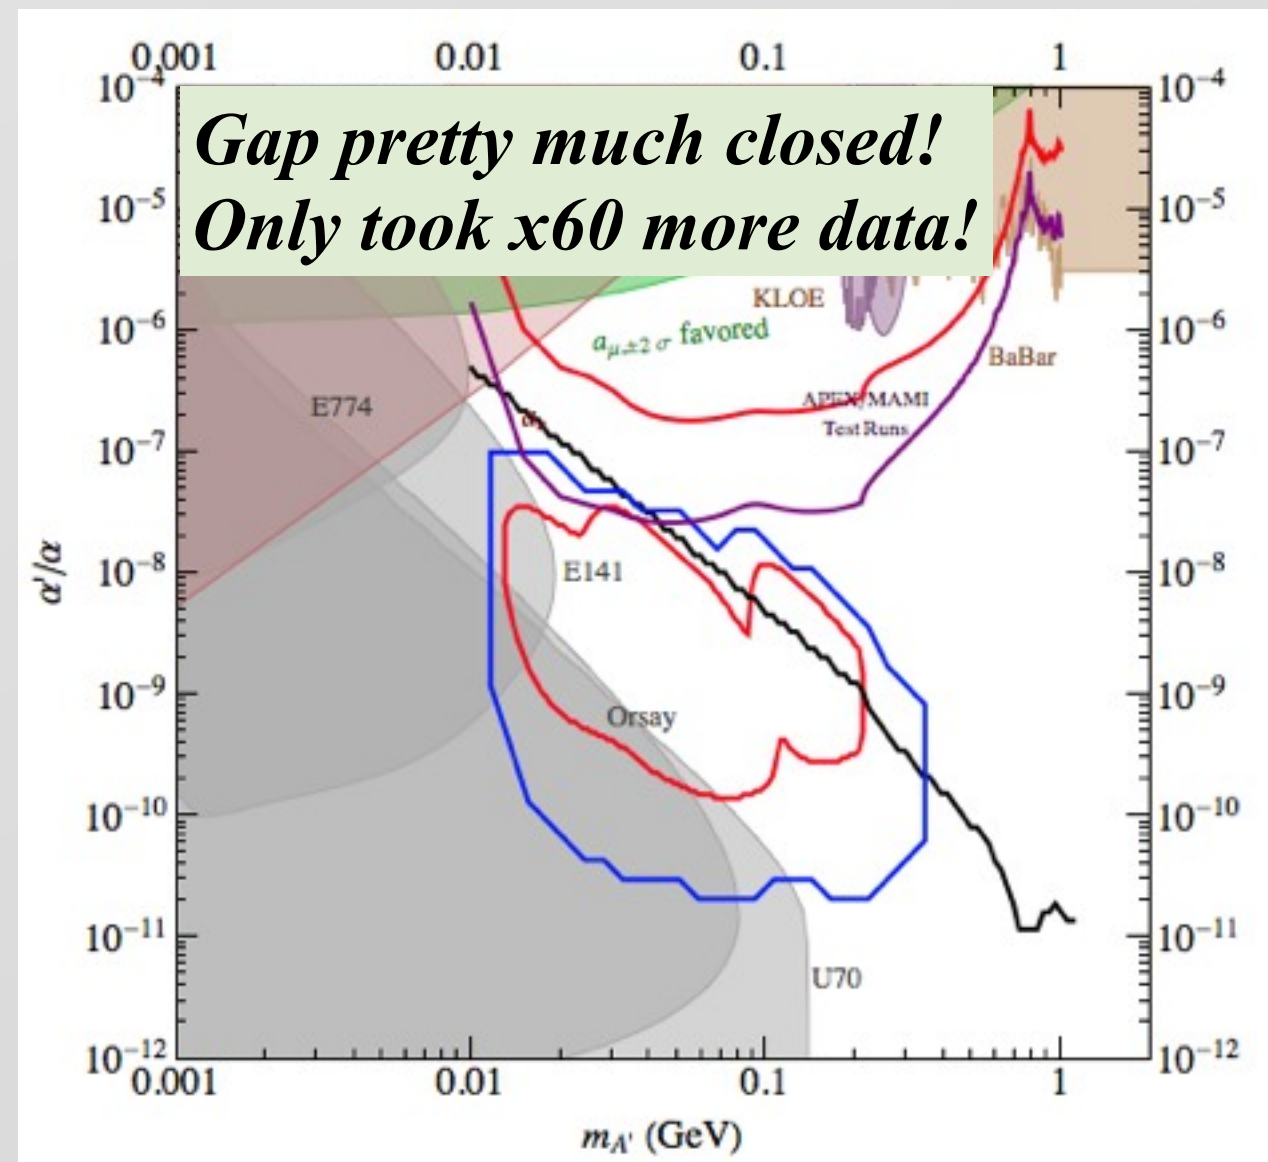 0.001 0.01 0.1 1
10⁻⁴ 10⁻⁴
Gap pretty much closed!
Only took x60 more data!
10⁻⁵ 10⁻⁵
KLOE
10⁻⁶ 10⁻⁶
aμ,±2 σ favored
BaBar
E774
APEX/MAMI
Test Runs
10⁻⁷ 10⁻⁷
α'/α
10⁻⁸ E141 10⁻⁸
10⁻⁹ 10⁻⁹
Orsay
10⁻¹⁰ 10⁻¹⁰
10⁻¹¹ 10⁻¹¹
U70
10⁻¹² 10⁻¹²
0.001 0.01 0.1 1
mA' (GeV)